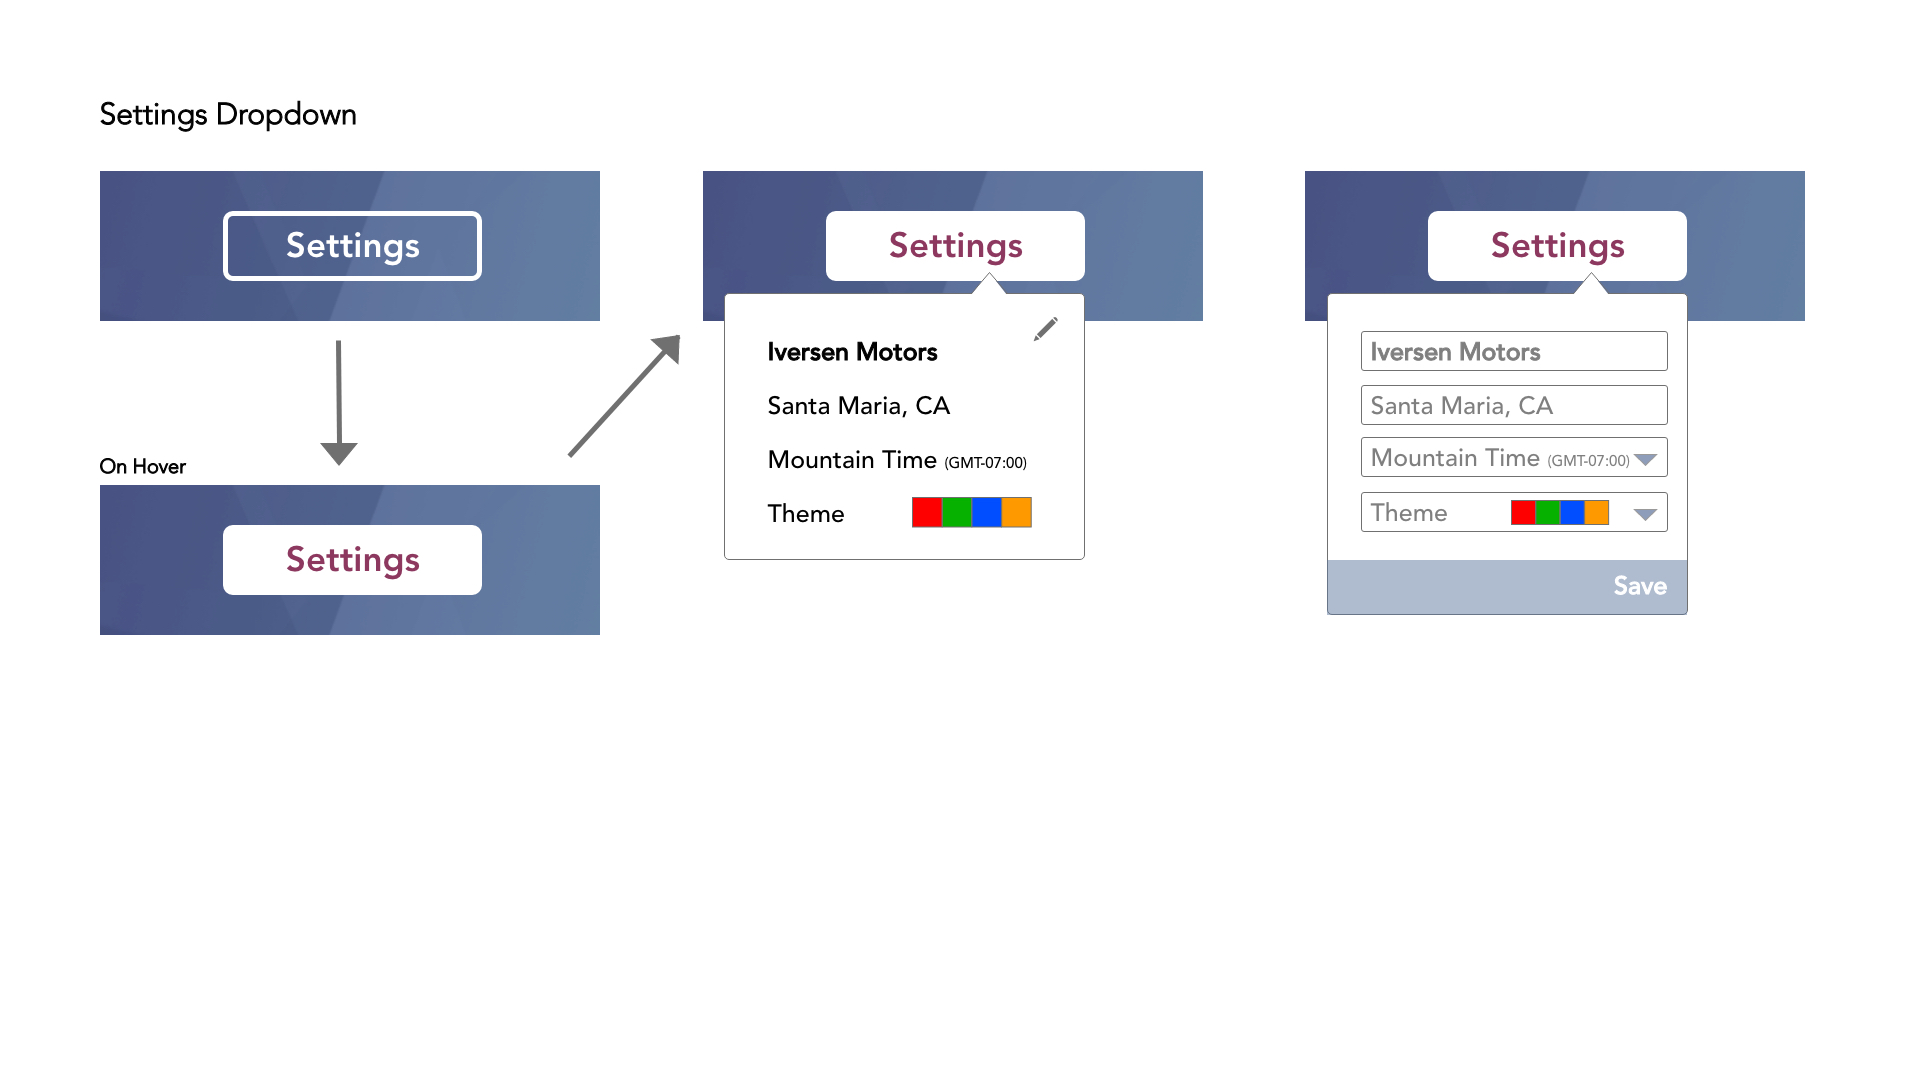 Settings Dropdown
Settings
On Hover
Settings
Settings
Iversen Motors
Santa Maria, CA
Mountain Time (GMT-07:00)
Theme
Settings
Iversen Motors
Santa Maria, CA
Mountain Time (GMT-07:00)
Theme
Save